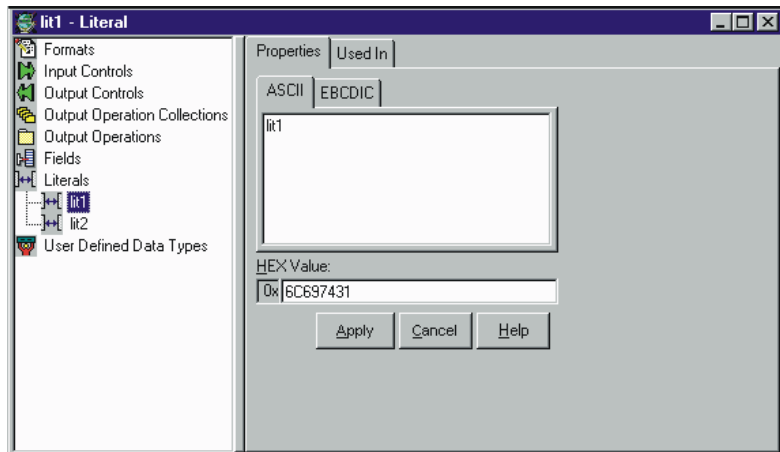 lit1 - Literal
Formats
Input Controls
Output Controls
Output Operation Collections
Output Operations
Fields
Literals
lit1
lit2
User Defined Data Types
Properties
Used In
ASCII
EBCDIC
lit1
HEX Value:
0x 6C697431
Apply
Cancel
Help